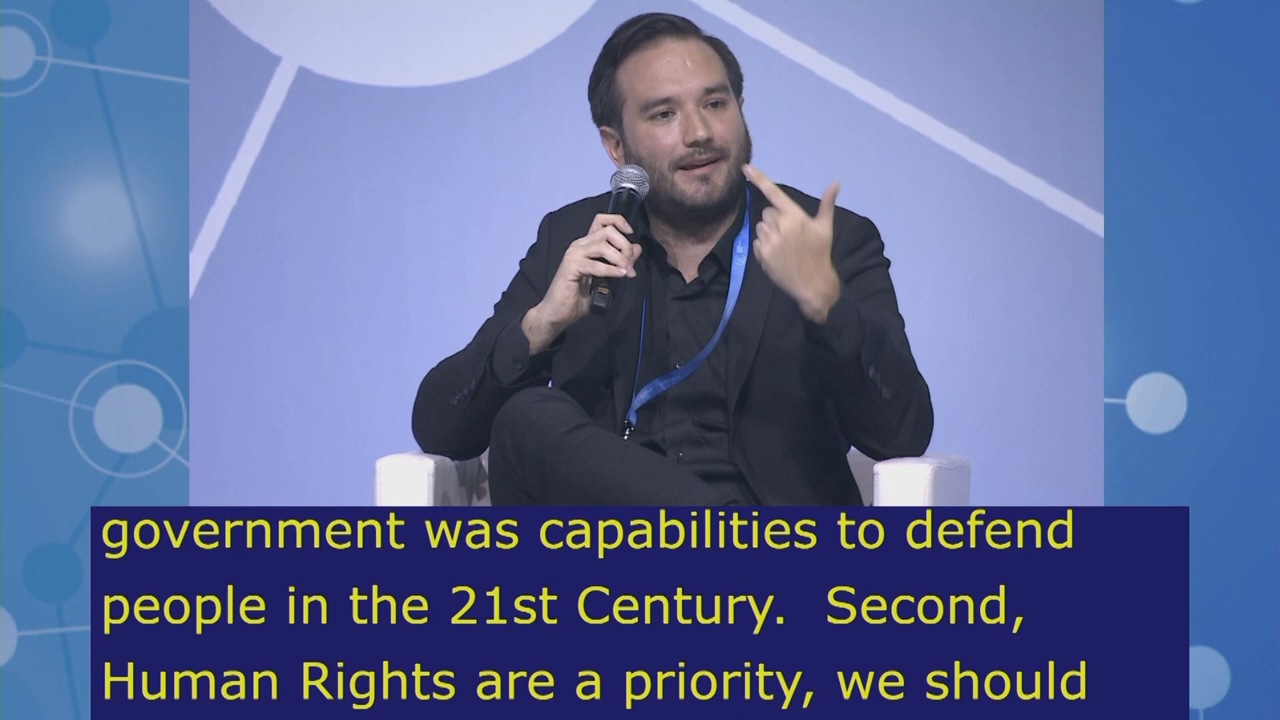 government was capabilities to defend
people in the 21st Century.  Second,
Human Rights are a priority, we should